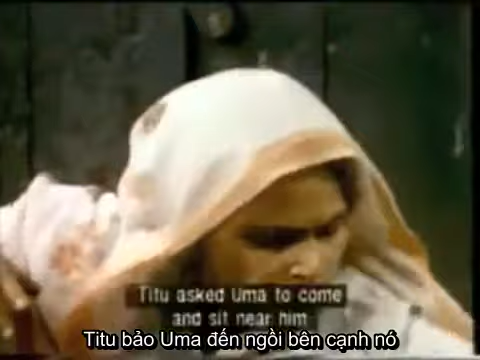 Titu asked Uma to come
and sit near him
Titu bảo Uma đến ngồi bên cạnh nó